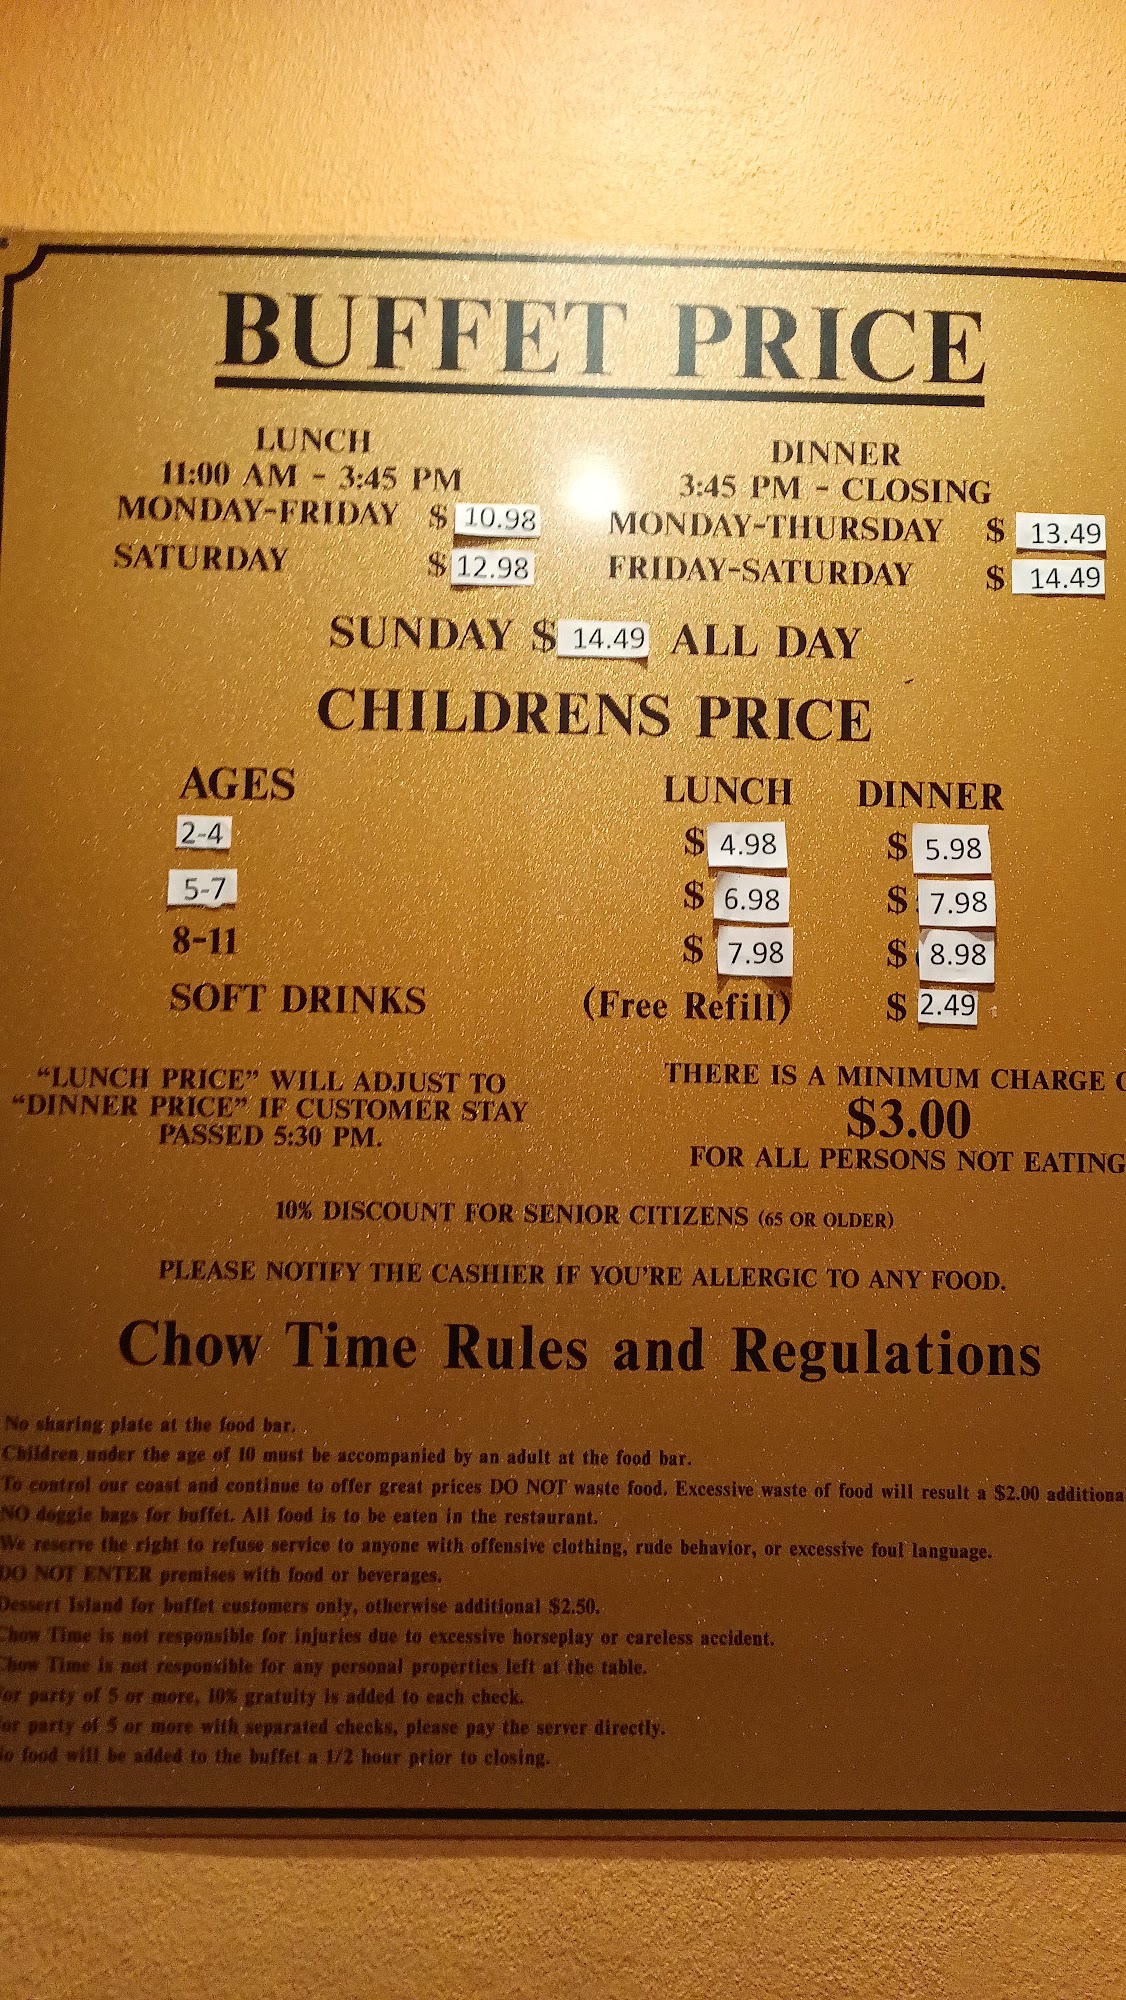 BUFFET PRICE
LUNCH
11:00 AM - 3:45 PM
MONDAY-FRIDAY $ 10.98
SATURDAY $ 12.98
DINNER
3:45 PM - CLOSING
MONDAY-THURSDAY $ 13.49
FRIDAY-SATURDAY $ 14.49
SUNDAY $ 14.49 ALL DAY
CHILDRENS PRICE
AGES LUNCH DINNER
2-4 $ 4.98 $ 5.98
5-7 $ 6.98 $ 7.98
8-11 $ 7.98 $ 8.98
SOFT DRINKS (Free Refill) $ 2.49
"LUNCH PRICE" WILL ADJUST TO
"DINNER PRICE" IF CUSTOMER STAY
PASSED 5:30 PM.
THERE IS A MINIMUM CHARGE
$3.00
FOR ALL PERSONS NOT EATING
10% DISCOUNT FOR SENIOR CITIZENS (65 OR OLDER)
PLEASE NOTIFY THE CASHIER IF YOU'RE ALLERGIC TO ANY FOOD.
Chow Time Rules and Regulations
No sharing plate at the food bar.
Children under the age of 10 must be accompanied by an adult at the food bar.
To control our coast and continue to offer great prices DO NOT waste food. Excessive waste of food will result a $2.00 additiona
NO doggie bags for buffet. All food is to be eaten in the restaurant.
We reserve the right to refuse service to anyone with offensive clothing, rude behavior, or excessive foul language.
DO NOT ENTER premises with food or beverages.
Dessert Island for buffet customers only, otherwise additional $2.50.
Chow Time is not responsible for injuries due to excessive horseplay or careless accident.
Chow Time is not responsible for any personal properties left at the table.
or party of 5 or more, 10% gratuity is added to each check.
or party of 5 or more with separated checks, please pay the server directly.
o food will be added to the buffet a 1/2 hour prior to closing.